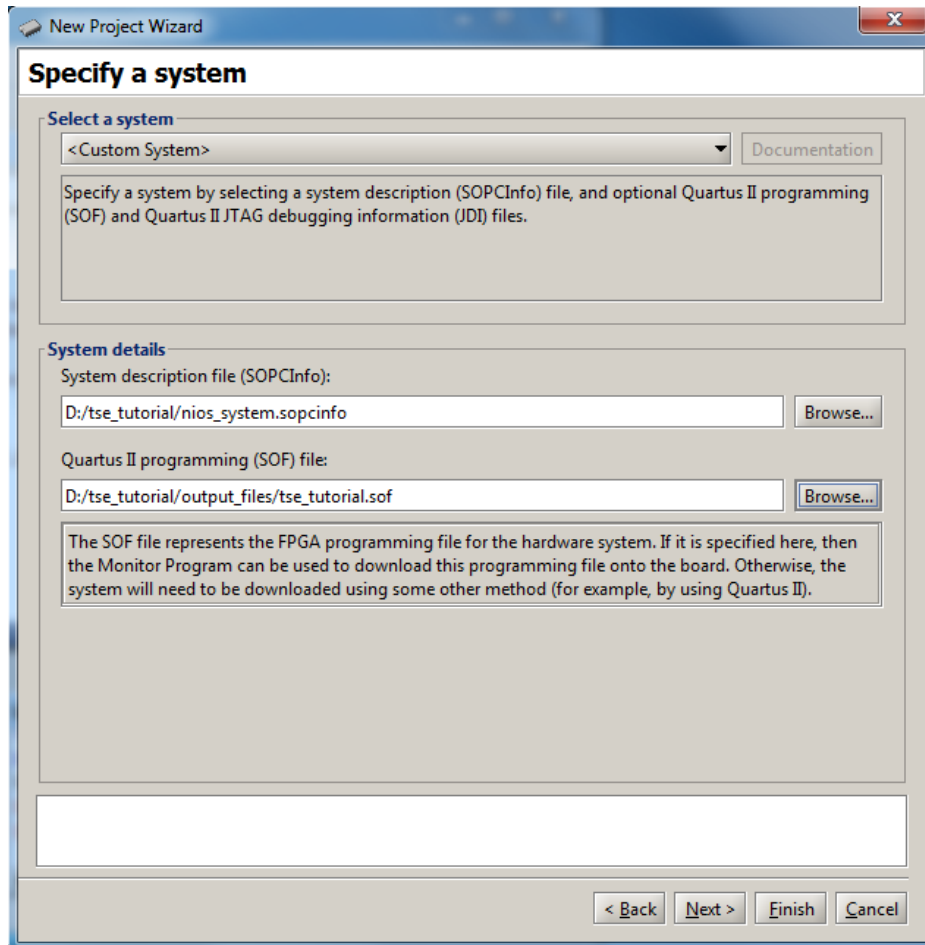 New Project Wizard
Specify a system
Select a system
<Custom System>
Documentation
Specify a system by selecting a system description (SOPCInfo) file, and optional Quartus II programming
(SOF) and Quartus II JTAG debugging information (JDI) files.
System details
System description file (SOPCInfo):
D:/tse_tutorial/nios_system.sopcinfo
Browse...
Quartus II programming (SOF) file:
D:/tse_tutorial/output_files/tse_tutorial.sof
Browse...
The SOF file represents the FPGA programming file for the hardware system. If it is specified here, then
the Monitor Program can be used to download this programming file onto the board. Otherwise, the
system will need to be downloaded using some other method (for example, by using Quartus II).
< Back
Next >
Finish
Cancel